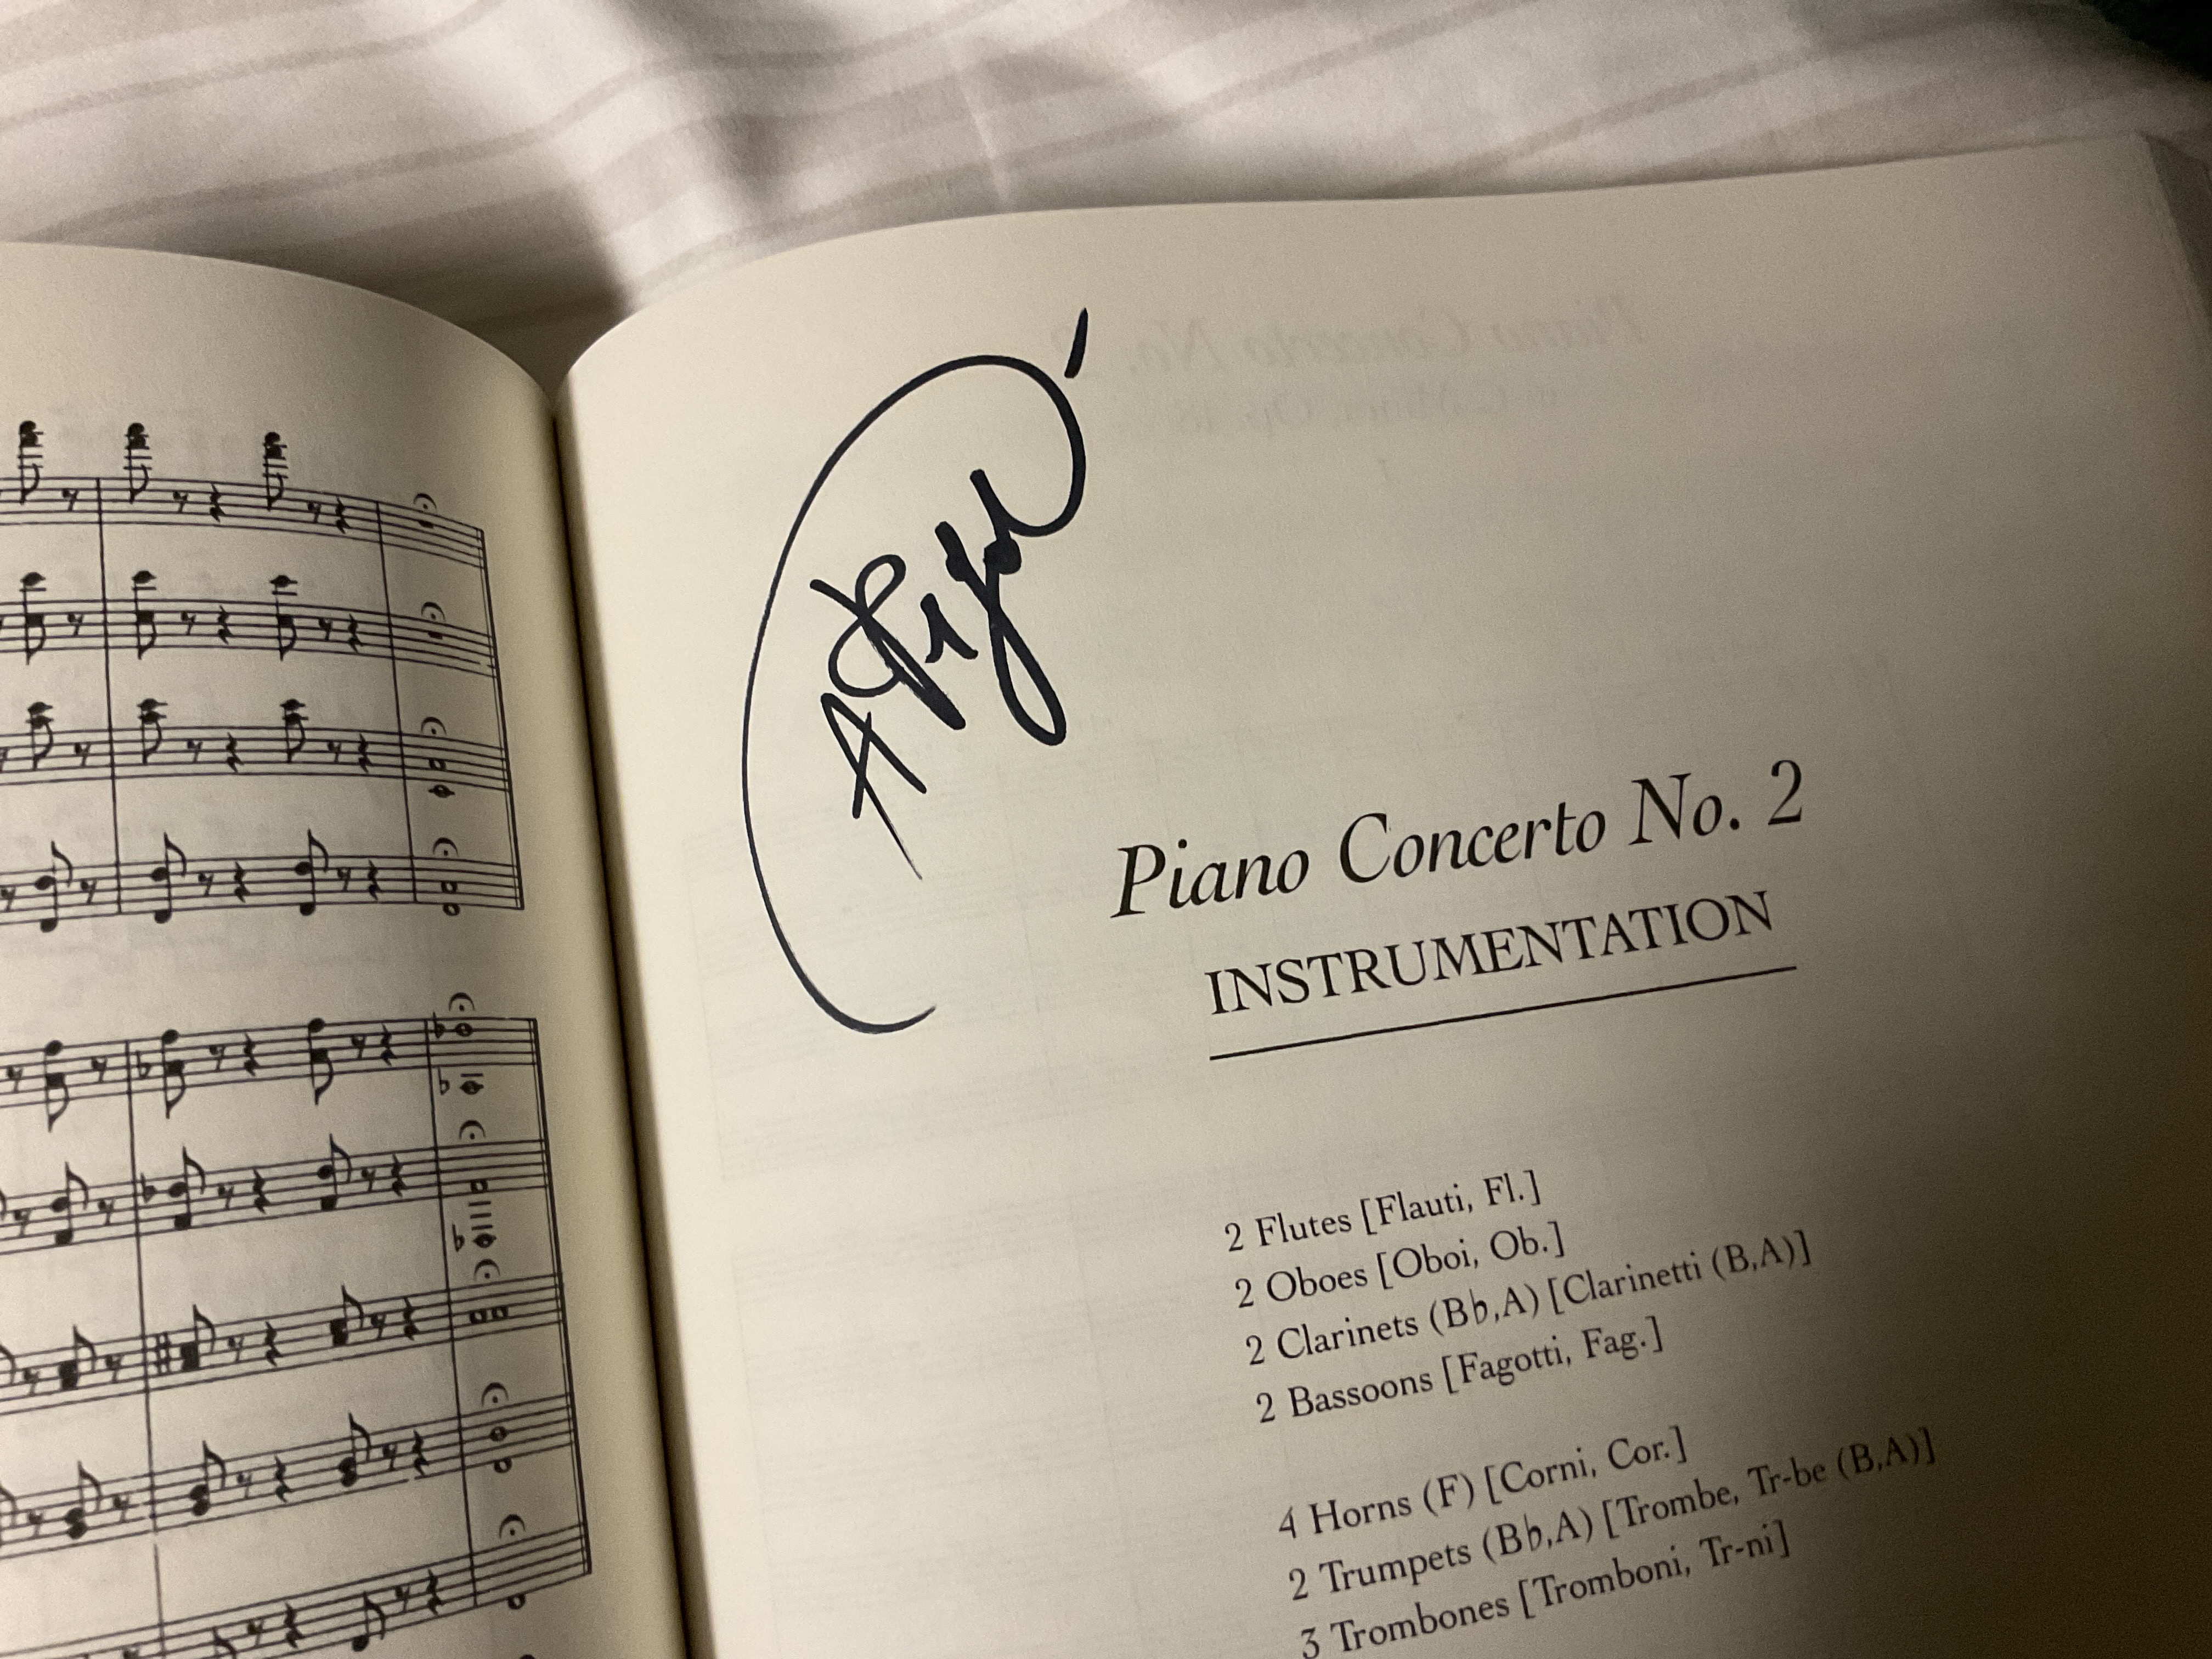 Piano Concerto No. 2
INSTRUMENTATION
2 Flutes [Flauti, Fl.]
2 Oboes [Oboi, Ob.]
2 Clarinets (B♭,A) [Clarinetti (B,A)]
2 Bassoons [Fagotti, Fag.]
4 Horns (F) [Corni, Cor.]
2 Trumpets (B♭,A) [Trombe, Tr-be (B,A)]
3 Trombones [Tromboni, Tr-ni]